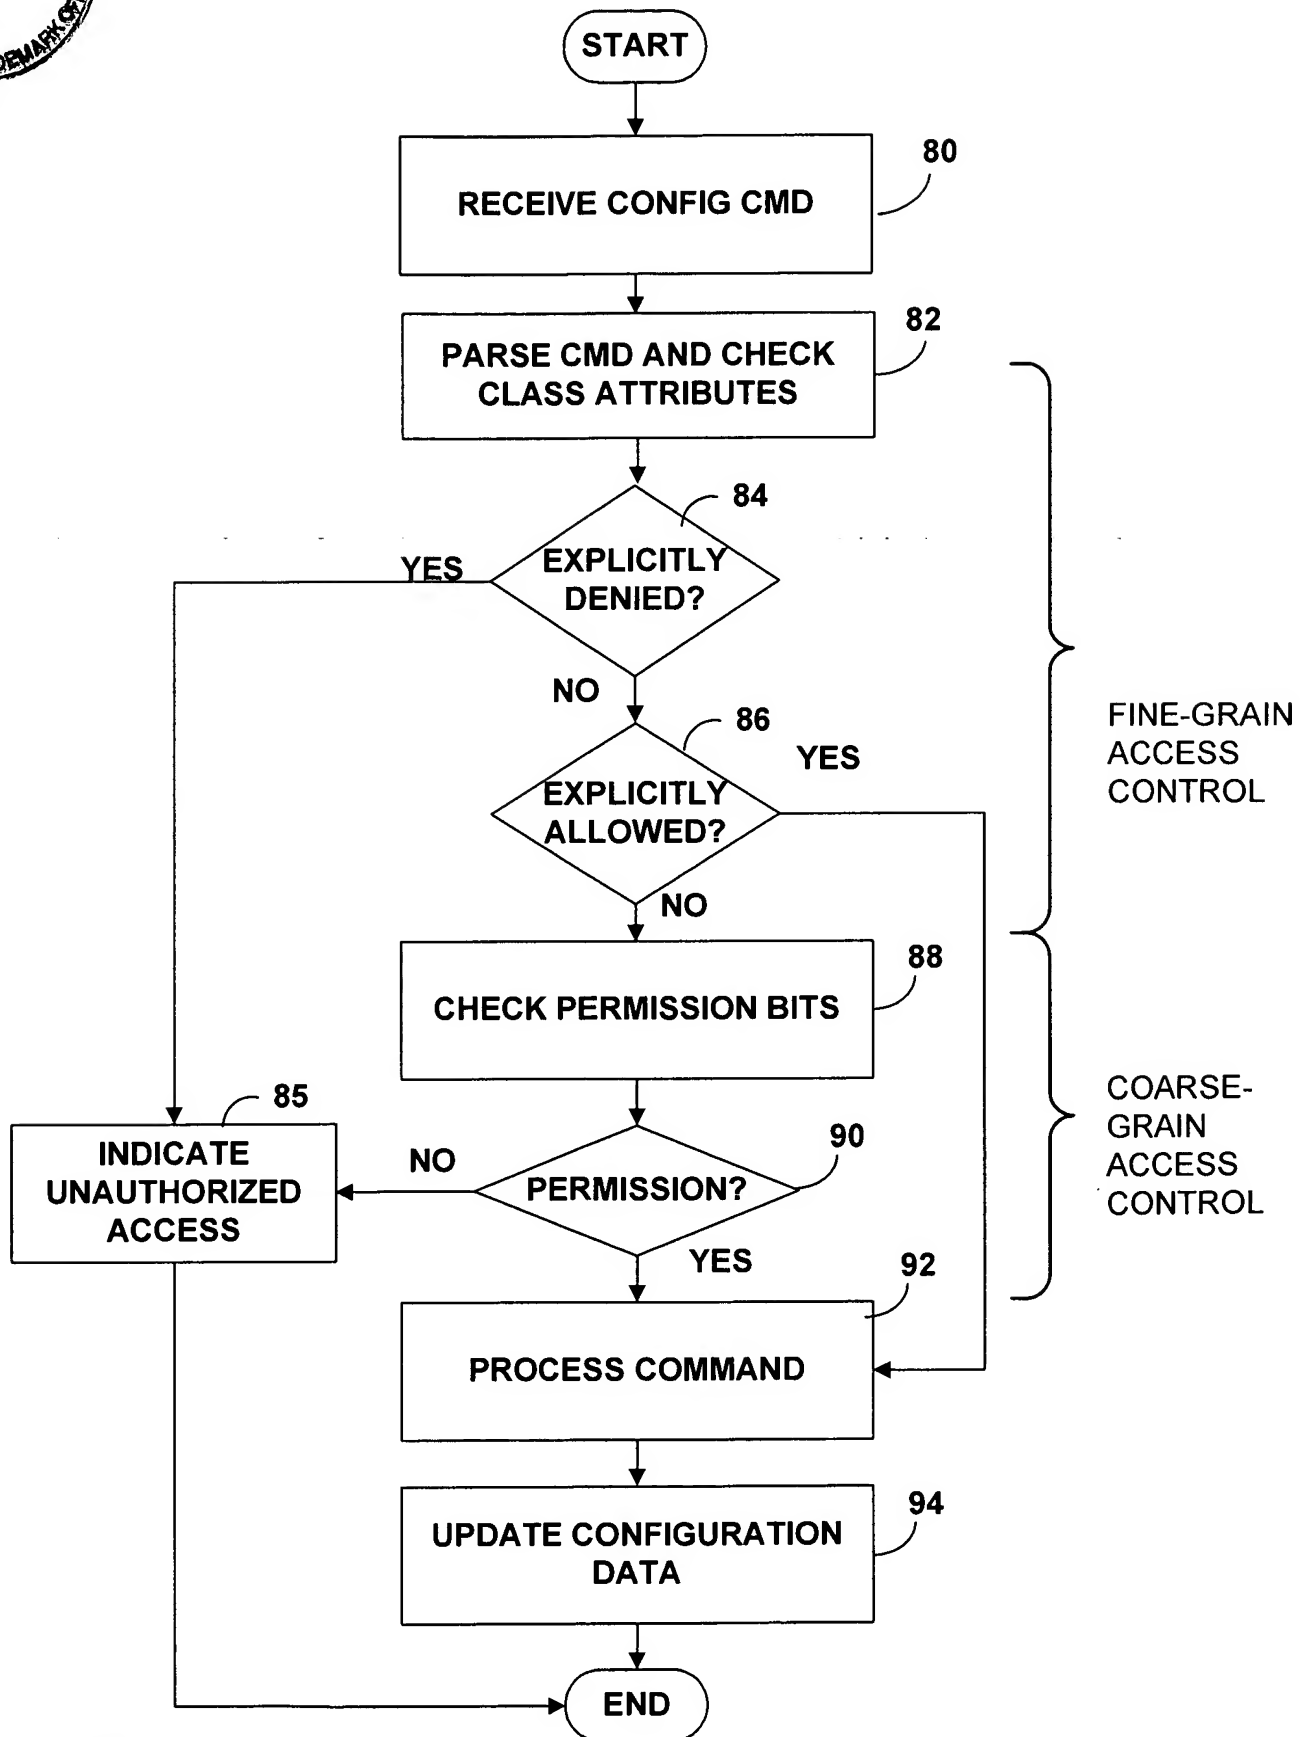 DEMARK OF
START
80
RECEIVE CONFIG CMD
82
PARSE CMD AND CHECK
CLASS ATTRIBUTES
84
YES
EXPLICITLY
DENIED?
NO
86
YES
EXPLICITLY
ALLOWED?
FINE-GRAIN
ACCESS
CONTROL
NO
88
CHECK PERMISSION BITS
85
INDICATE
UNAUTHORIZED
ACCESS
NO
90
PERMISSION?
COARSE-
GRAIN
ACCESS
CONTROL
YES
92
PROCESS COMMAND
94
UPDATE CONFIGURATION
DATA
END